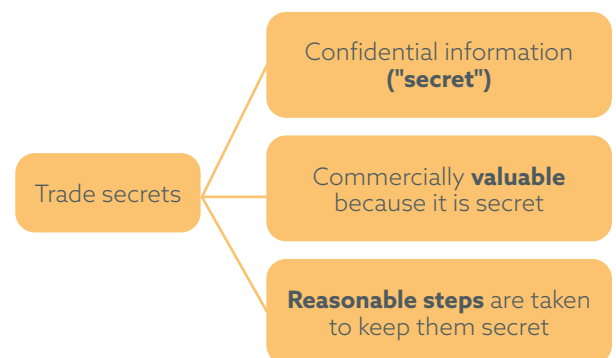 Trade secrets
Confidential information
("secret")
Commercially valuable
because it is secret
Reasonable steps are taken
to keep them secret